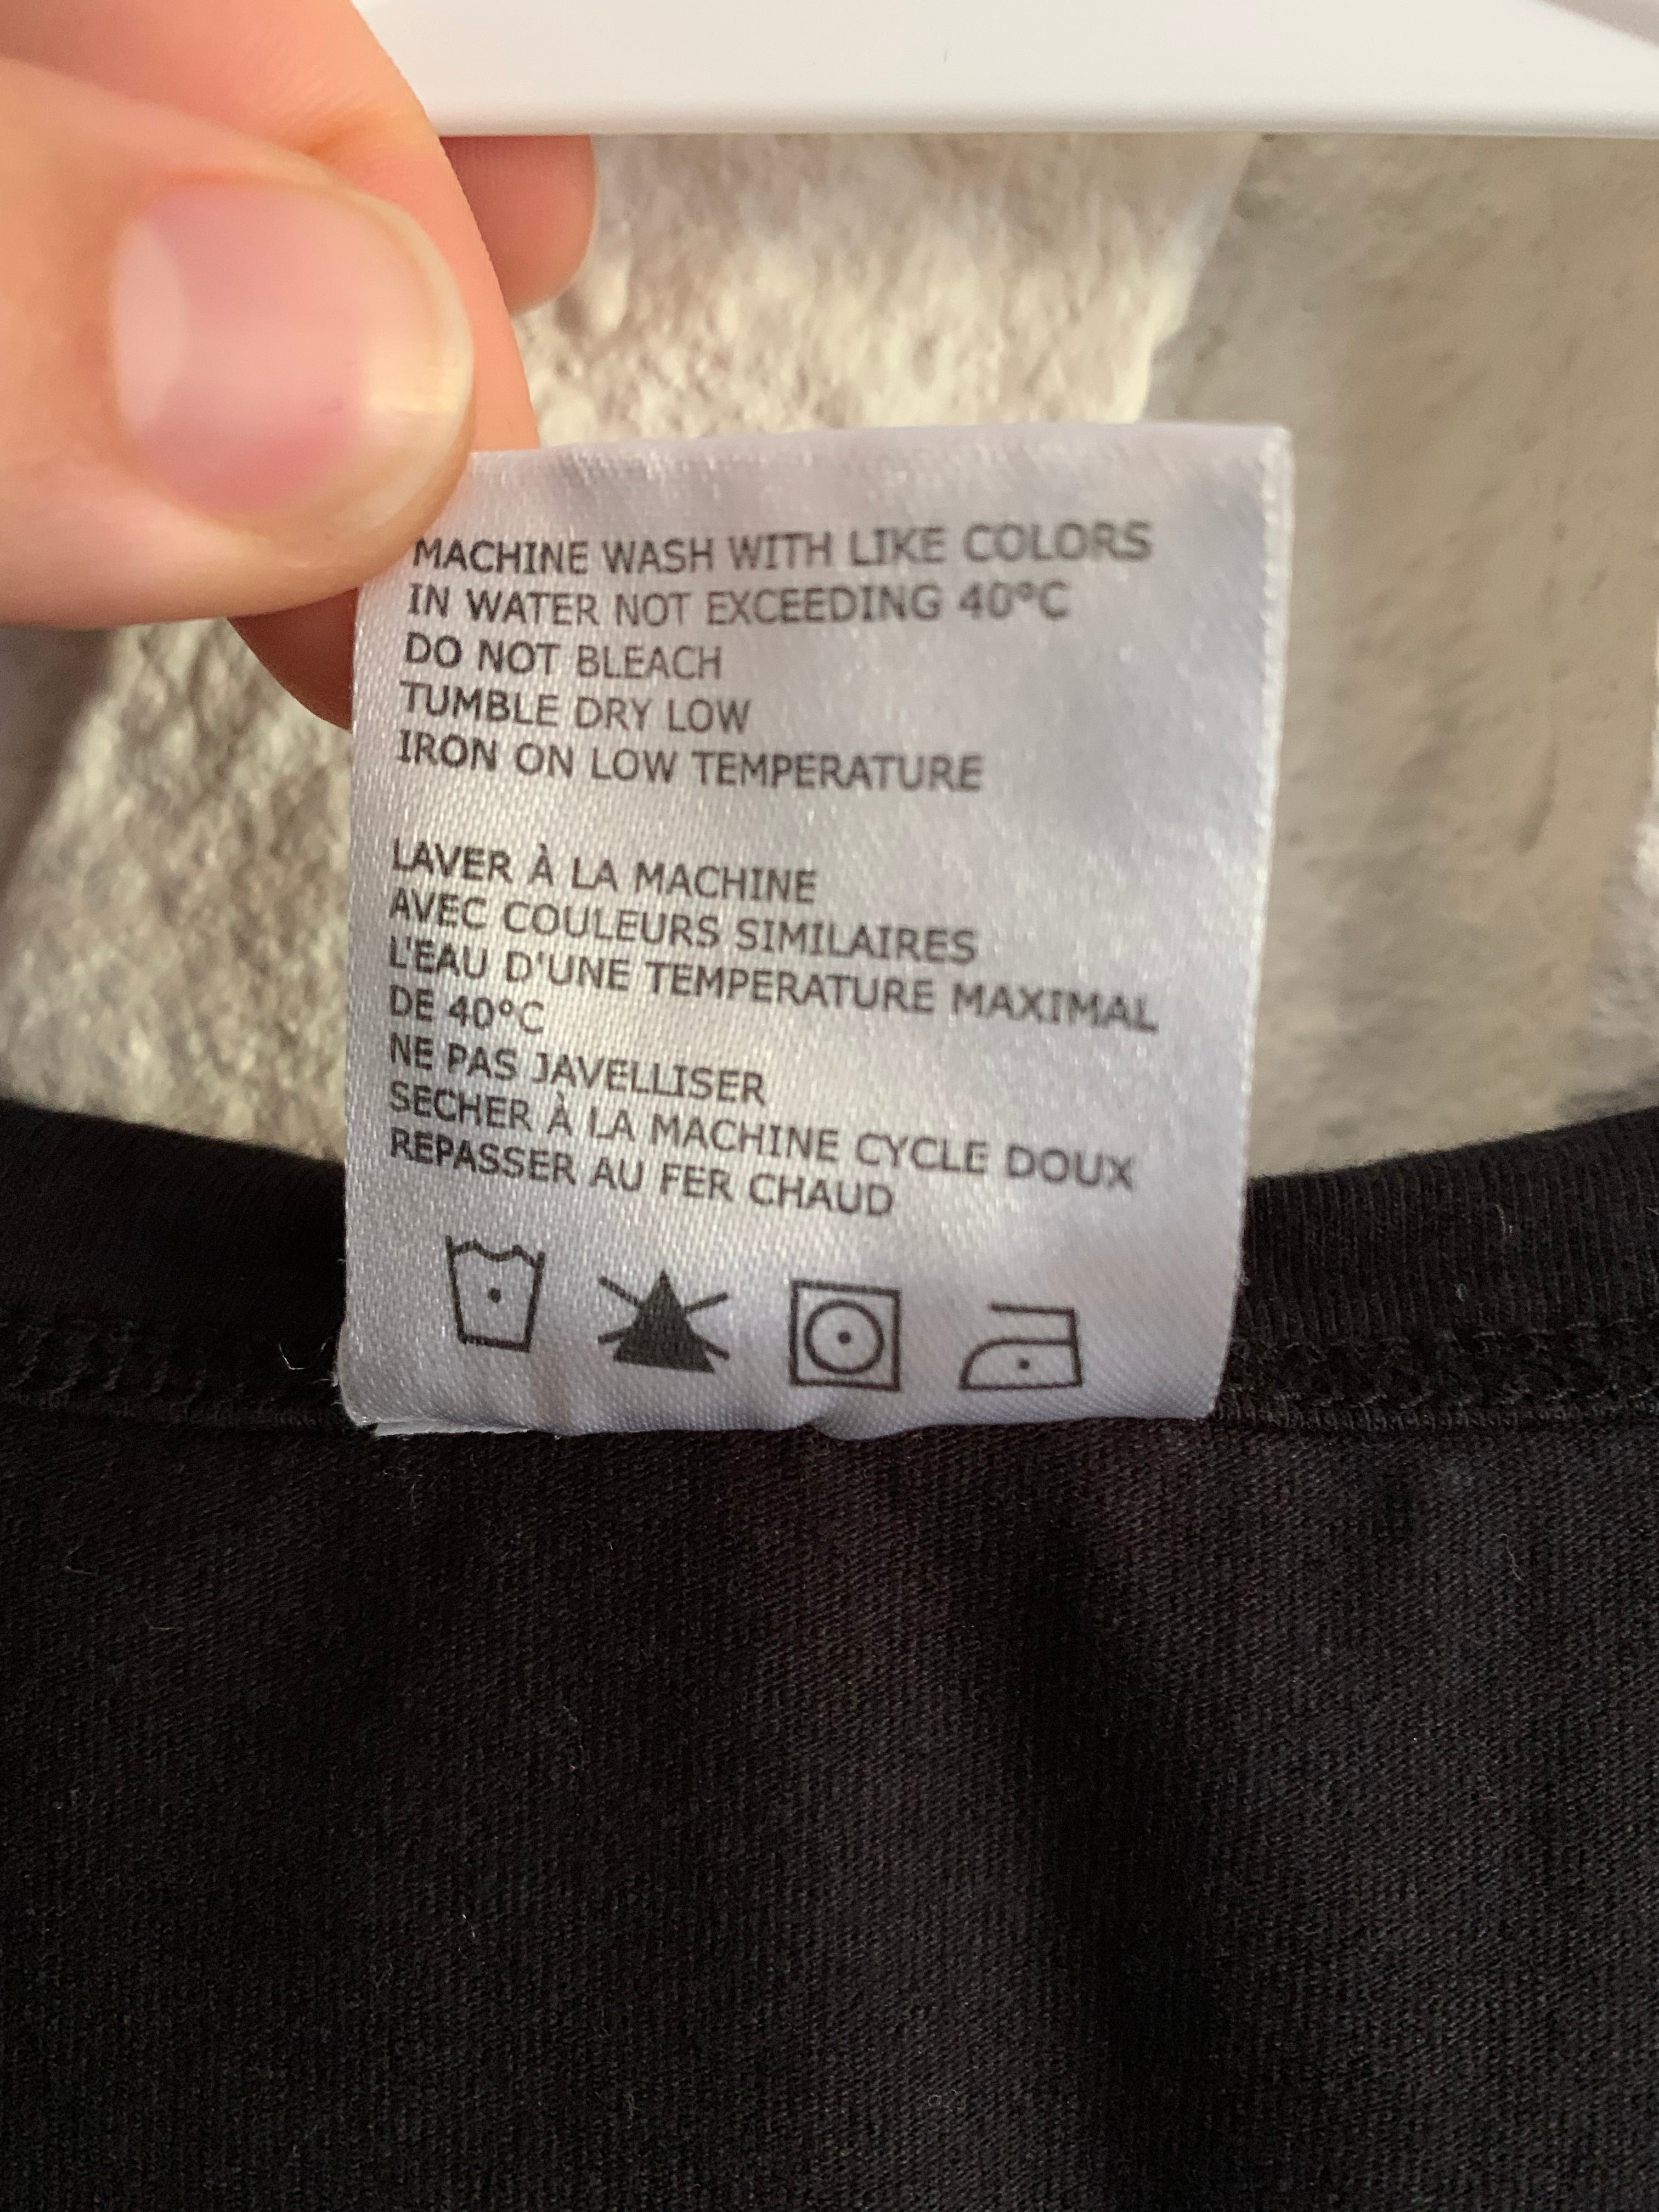 MACHINE WASH WITH LIKE COLORS
IN WATER NOT EXCEEDING 40°C
DO NOT BLEACH
TUMBLE DRY LOW
IRON ON LOW TEMPERATURE
LAVER À LA MACHINE
AVEC COULEURS SIMILAIRES
L'EAU D'UNE TEMPERATURE MAXIMAL
DE 40°C
NE PAS JAVELLISER
SECHER À LA MACHINE CYCLE DOUX
REPASSER AU FER CHAUD